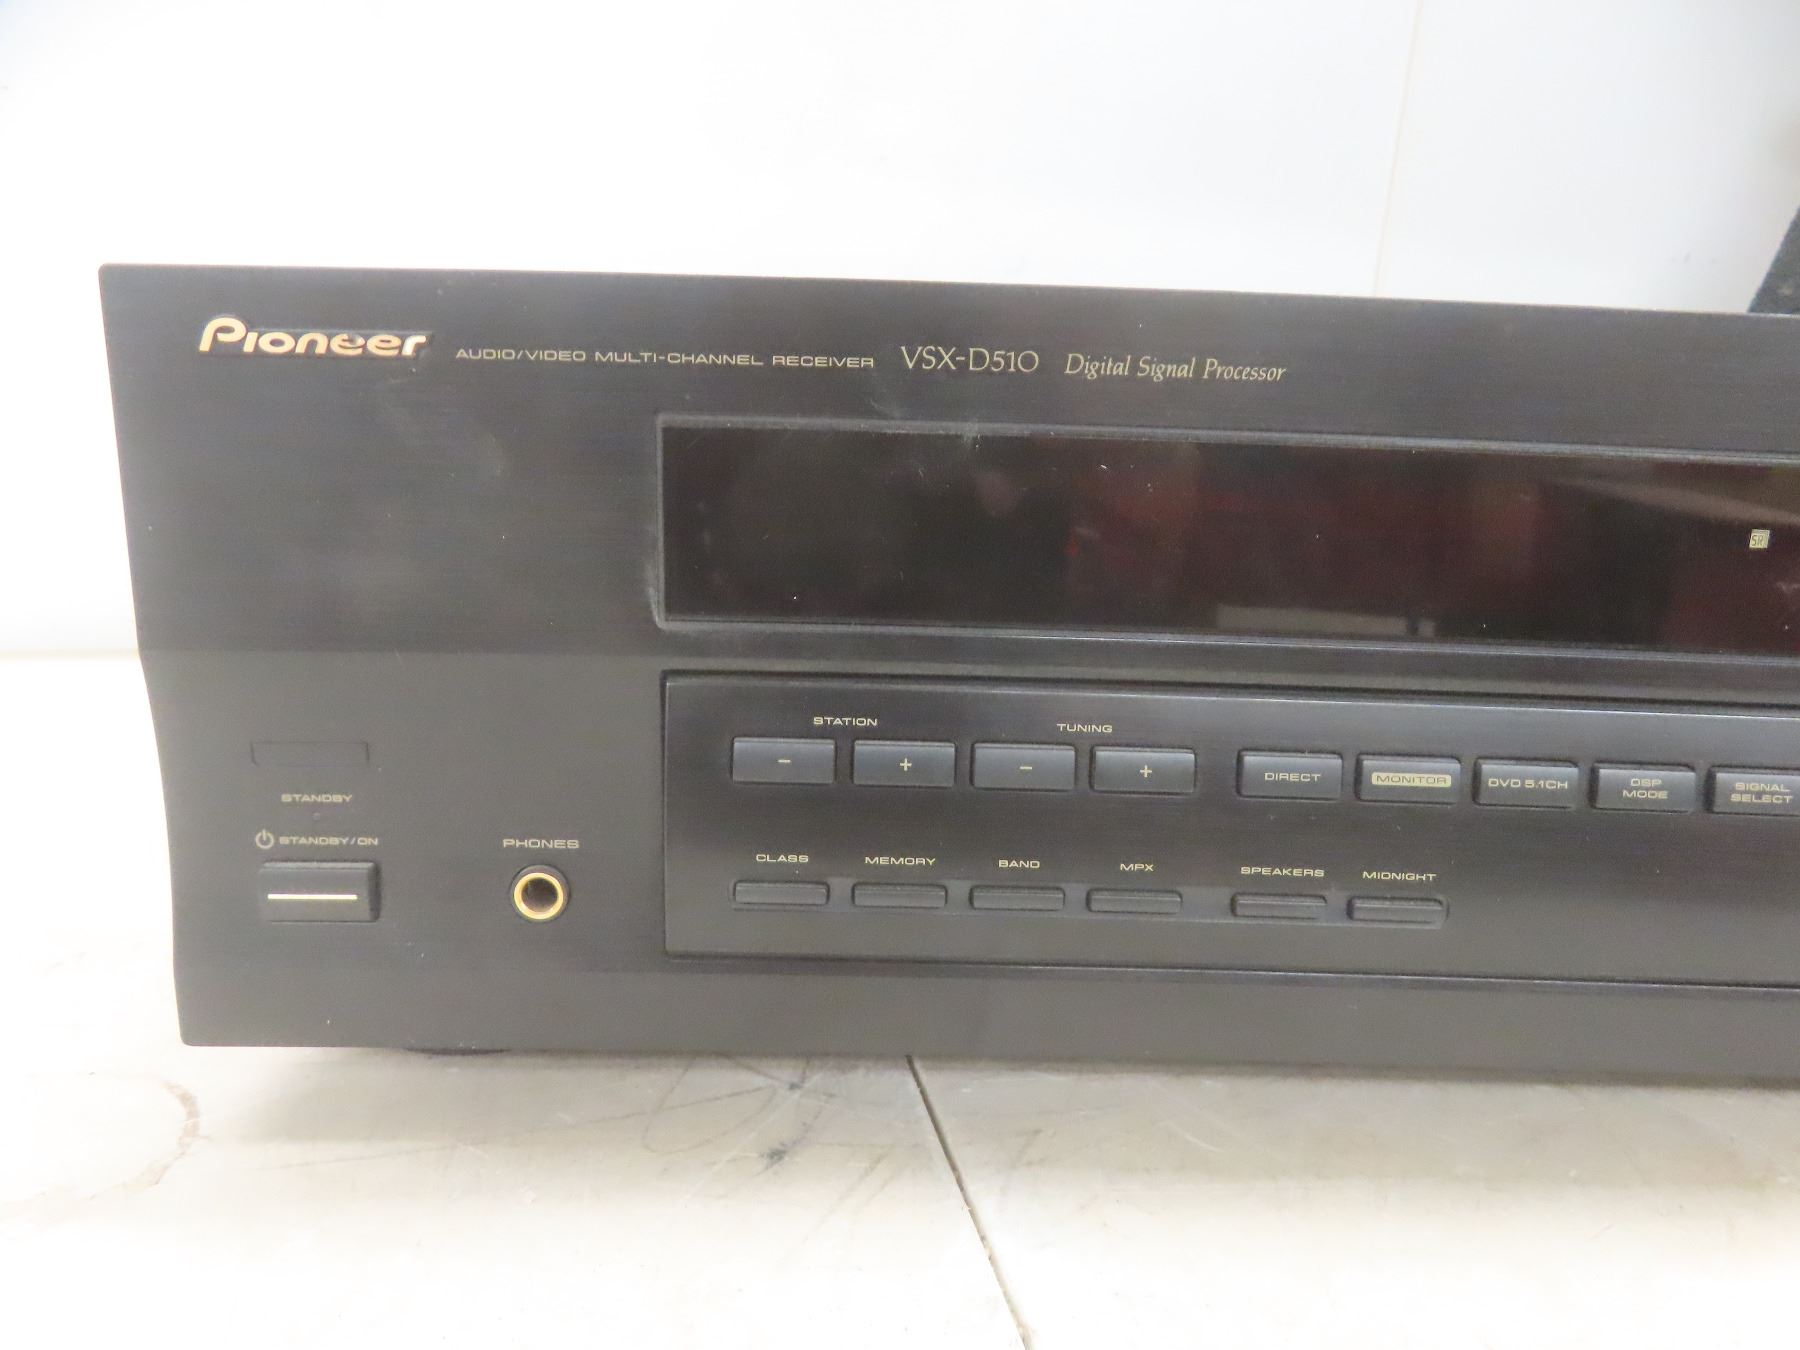 Pioneer AUDIO/VIDEO MULTI-CHANNEL RECEIVER VSX-D510 Digital Signal Processor
SR
STATION TUNING
- + - + DIRECT MONITOR DVD 5.1CH DSP MODE SIGNAL SELECT
STANDBY
STANDBY/ON
PHONES
CLASS MEMORY BAND MPX SPEAKERS MIDNIGHT